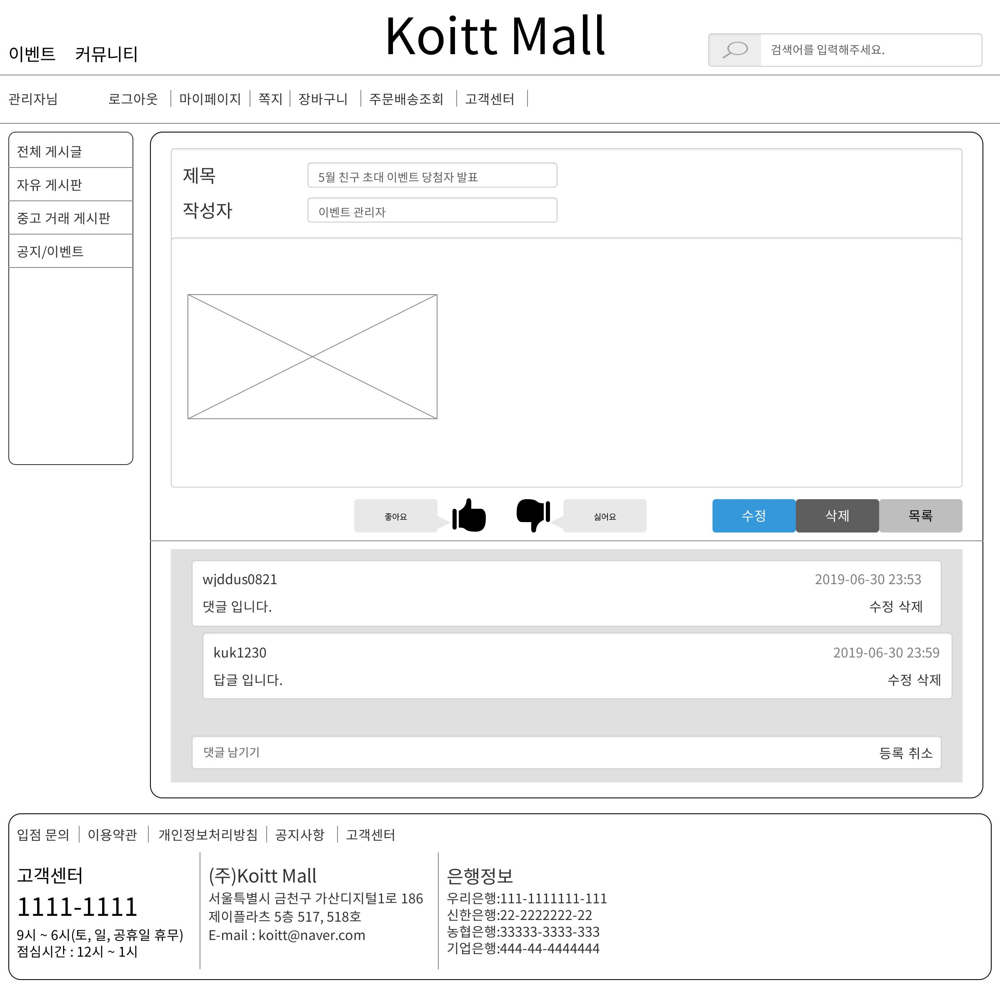 Koitt Mall
이벤트 커뮤니티
검색어를 입력해주세요.
관리자님 로그아웃 마이페이지 쪽지 장바구니 주문배송조회 고객센터
전체 게시글
자유 게시판
중고 거래 게시판
공지/이벤트
제목 5월 친구 초대 이벤트 당첨자 발표
작성자 이벤트 관리자
좋아요 싫어요 수정 삭제 목록
wjddus0821 2019-06-30 23:53
댓글 입니다. 수정 삭제
kuk1230 2019-06-30 23:59
답글 입니다. 수정 삭제
댓글 남기기 등록 취소
입점 문의 이용약관 개인정보처리방침 공지사항 고객센터
고객센터
1111-1111
9시 ~ 6시(토, 일, 공휴일 휴무)
점심시간 : 12시 ~ 1시
(주)Koitt Mall
서울특별시 금천구 가산디지털1로 186
제이플라츠 5층 517, 518호
E-mail : koitt@naver.com
은행정보
우리은행:111-1111111-111
신한은행:22-2222222-22
농협은행:33333-3333-333
기업은행:444-44-4444444